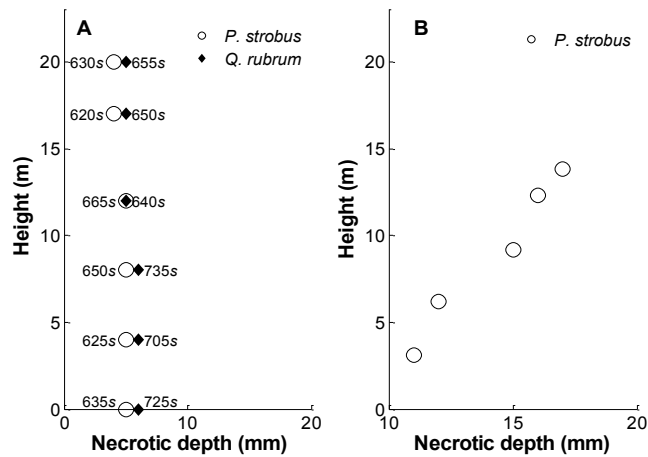 A
P. strobus
Q. rubrum
630s 655s
620s 650s
665s 640s
650s 735s
625s 705s
635s 725s
20
15
10
5
0
Height (m)
0 10 20
Necrotic depth (mm)
B
P. strobus
20
15
10
5
0
Height (m)
10 15 20
Necrotic depth (mm)